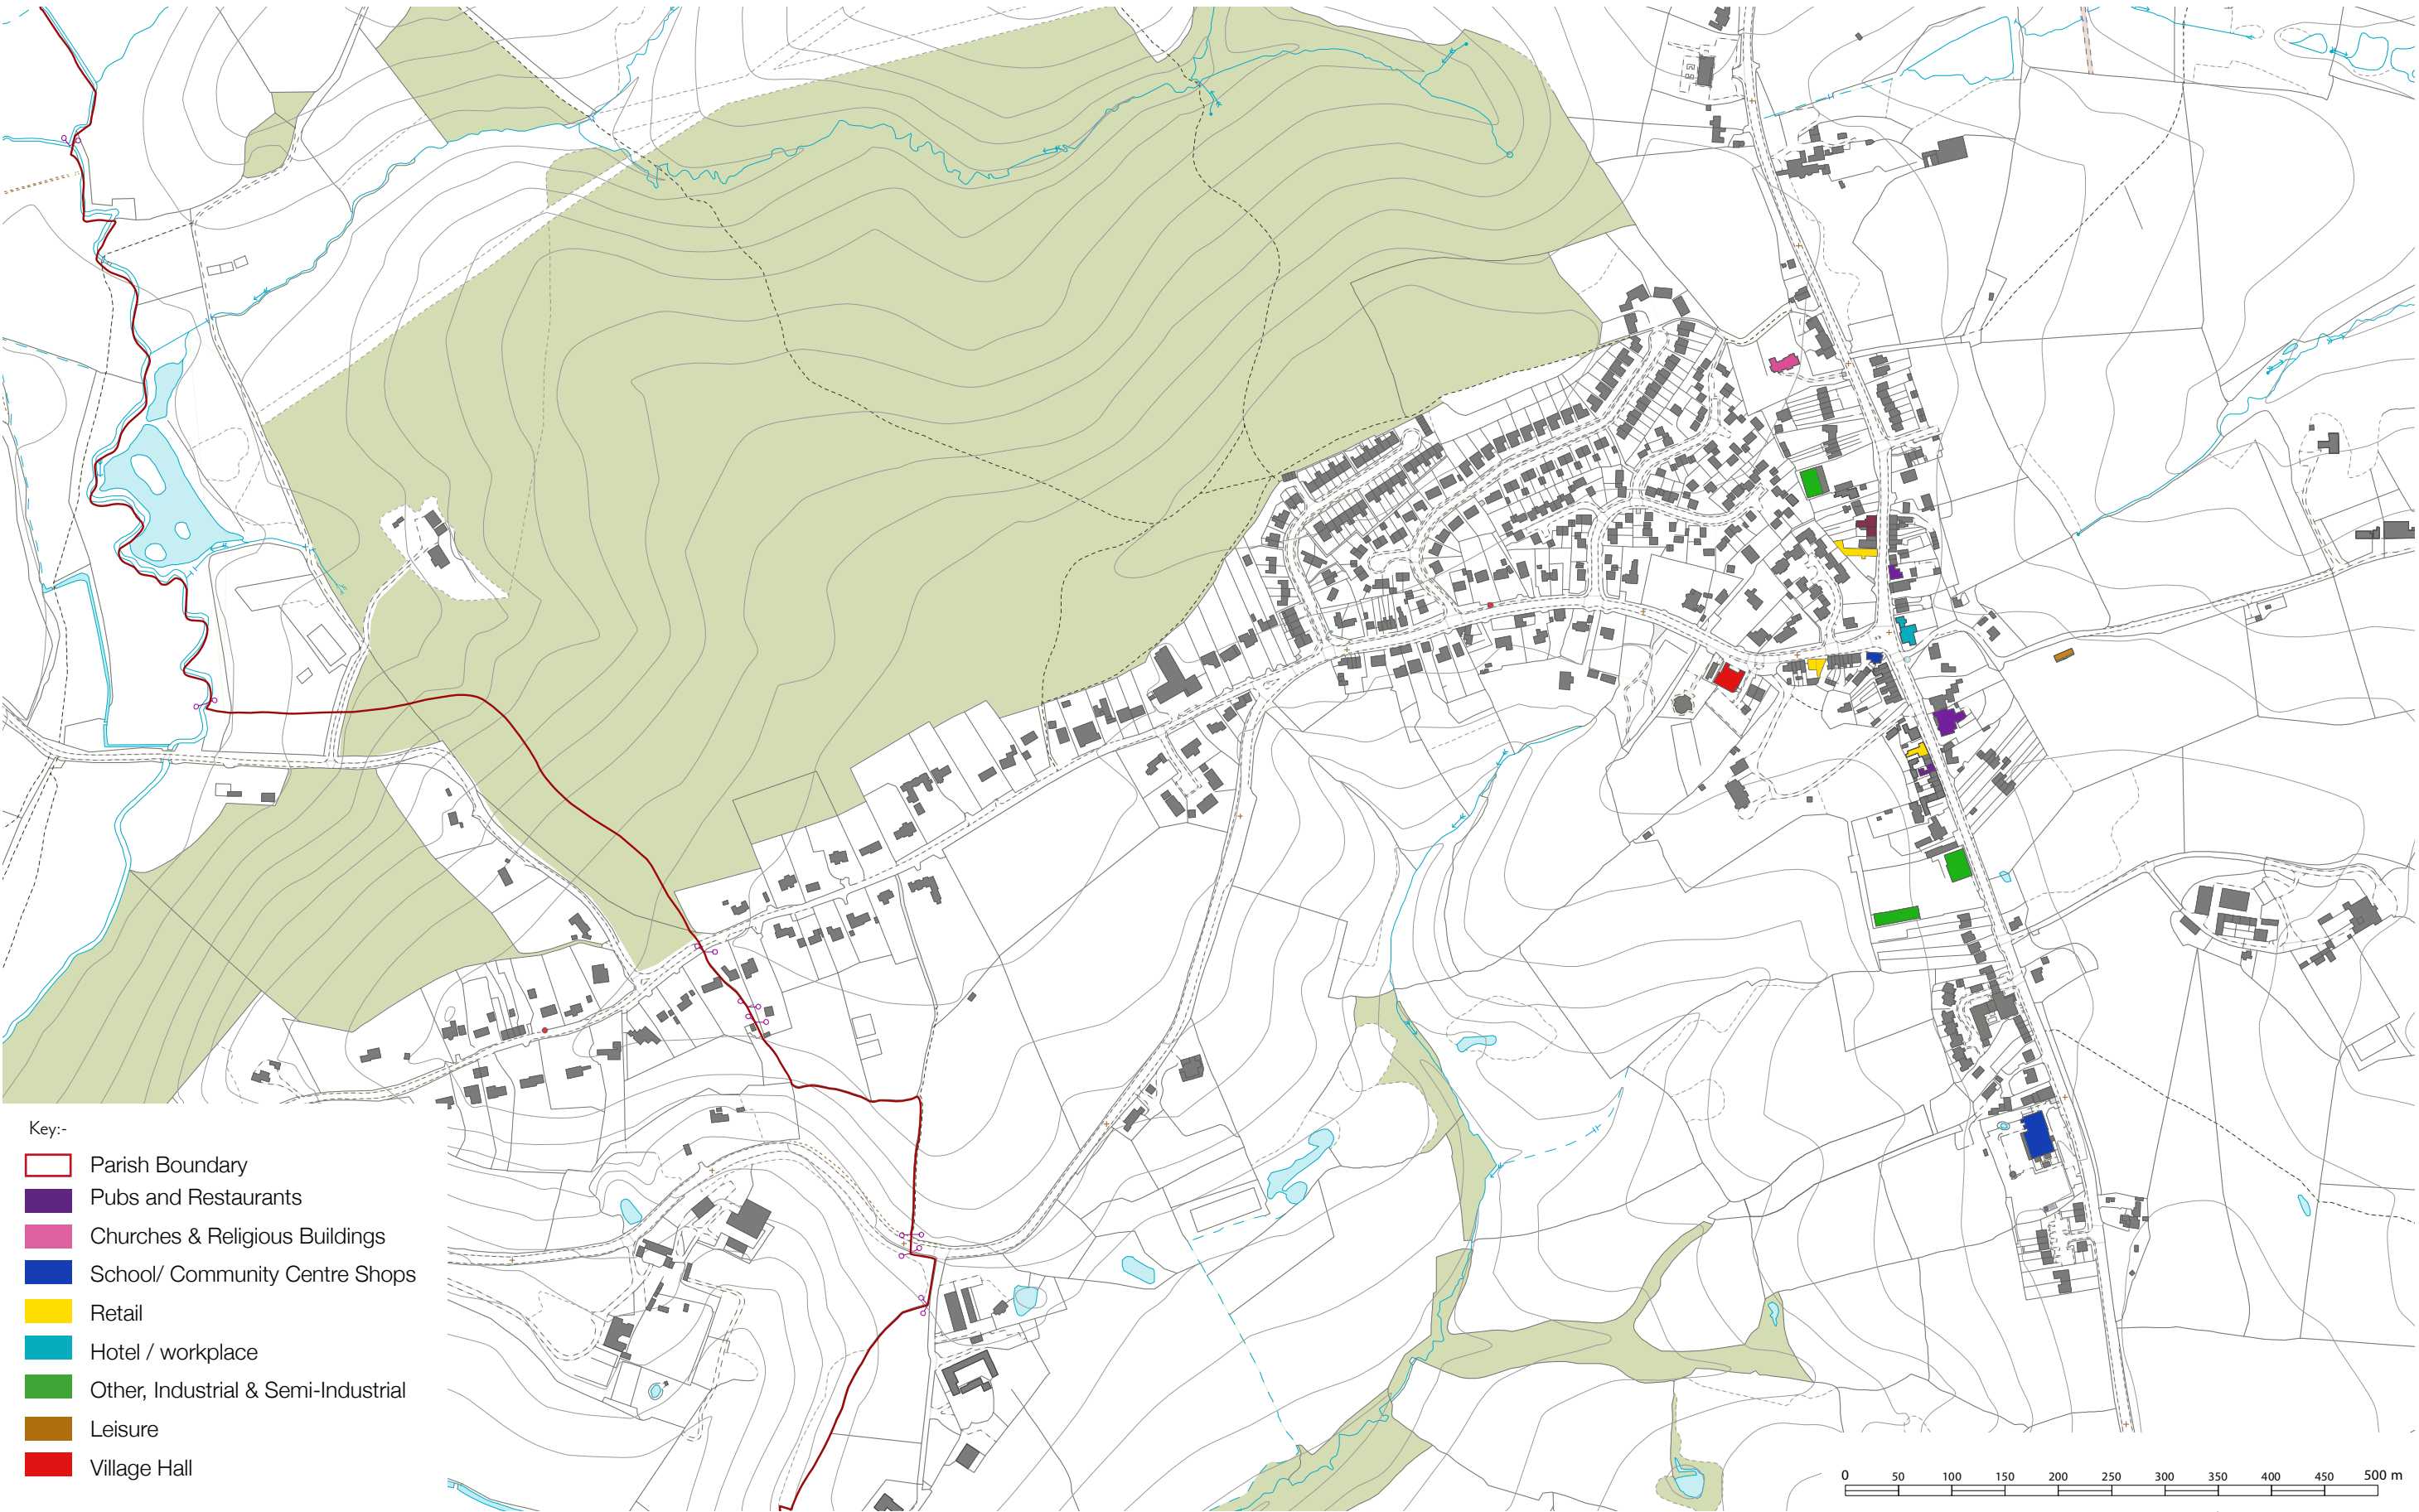 Key:-
Parish Boundary
Pubs and Restaurants
Churches & Religious Buildings
School/ Community Centre Shops
Retail
Hotel / workplace
Other, Industrial & Semi-Industrial
Leisure
Village Hall
0 50 100 150 200 250 300 350 400 450 500 m